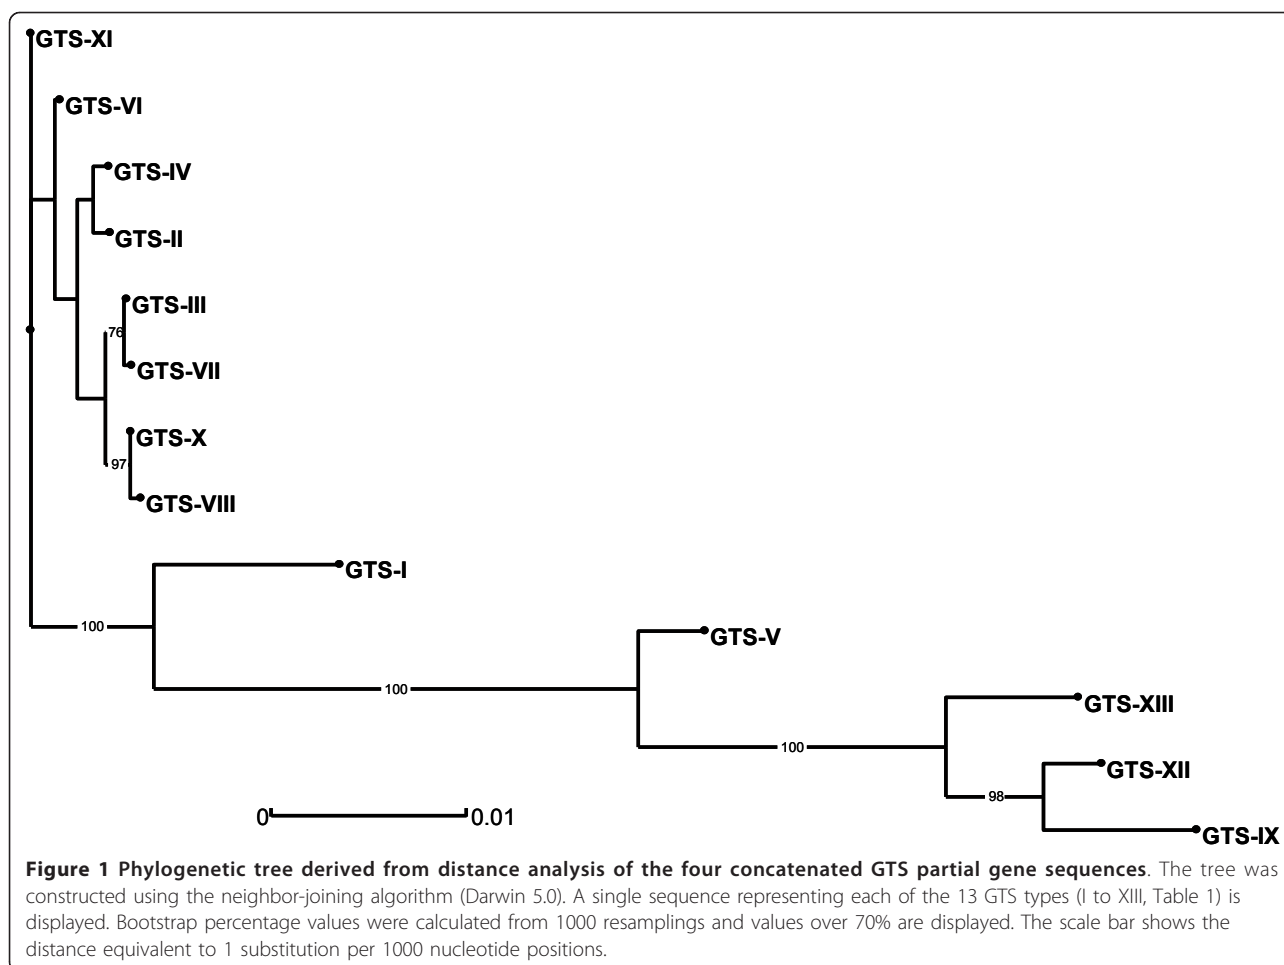 GTS-XI
GTS-VI
GTS-IV
GTS-II
GTS-III
76
GTS-VII
GTS-X
97
GTS-VIII
GTS-I
100
GTS-V
100
GTS-XIII
100
GTS-XII
98
0 0.01
GTS-IX
Figure 1 Phylogenetic tree derived from distance analysis of the four concatenated GTS partial gene sequences. The tree was
constructed using the neighbor-joining algorithm (Darwin 5.0). A single sequence representing each of the 13 GTS types (I to XIII, Table 1) is
displayed. Bootstrap percentage values were calculated from 1000 resamplings and values over 70% are displayed. The scale bar shows the
distance equivalent to 1 substitution per 1000 nucleotide positions.